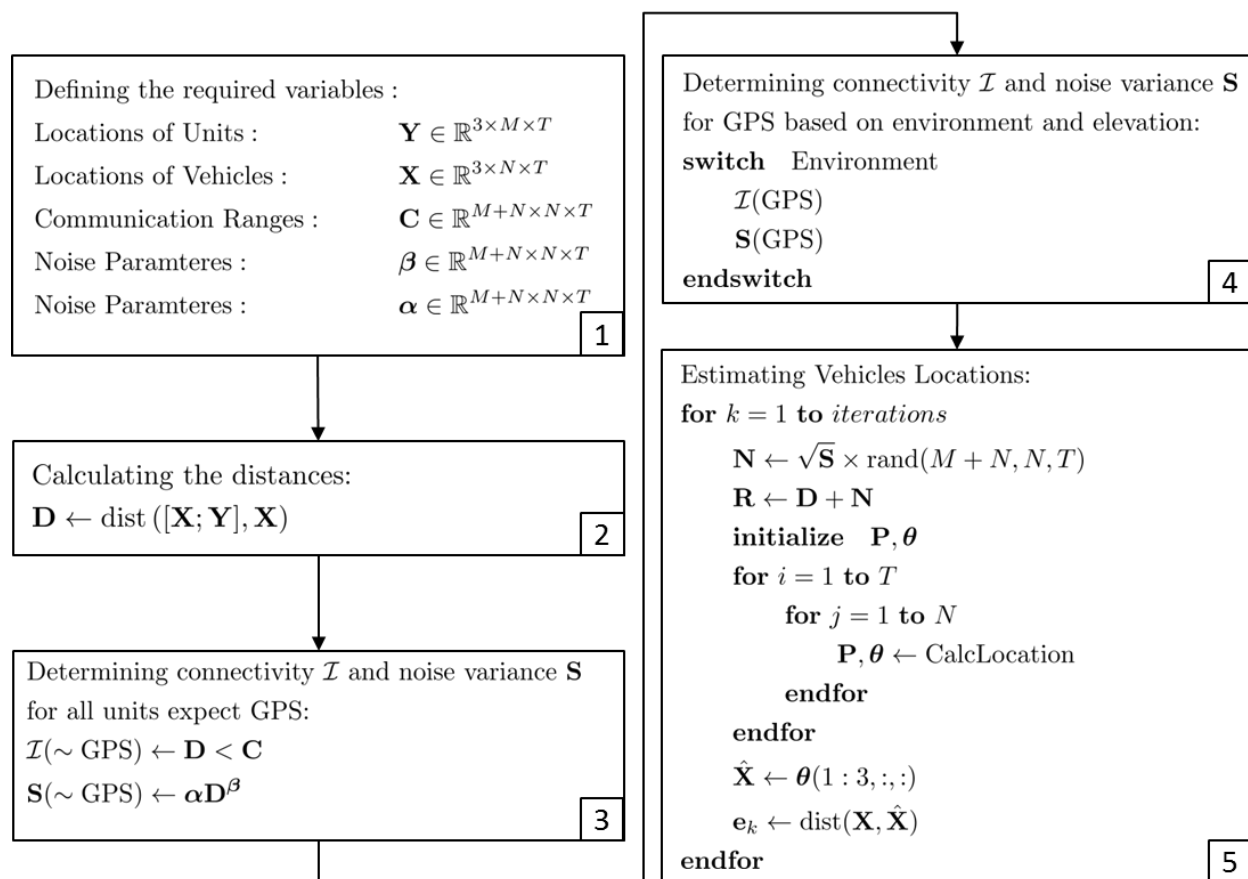 Defining the required variables :
Locations of Units : Y ∈ ℝ^{3×M×T}
Locations of Vehicles : X ∈ ℝ^{3×N×T}
Communication Ranges : C ∈ ℝ^{M+N×N×T}
Noise Paramteres : β ∈ ℝ^{M+N×N×T}
Noise Paramteres : α ∈ ℝ^{M+N×N×T}
1
Calculating the distances:
D ← dist ([X; Y], X)
2
Determining connectivity ℐ and noise variance S
for all units expect GPS:
ℐ(∼ GPS) ← D < C
S(∼ GPS) ← αD^β
3
Determining connectivity ℐ and noise variance S
for GPS based on environment and elevation:
switch Environment
ℐ(GPS)
S(GPS)
endswitch
4
Estimating Vehicles Locations:
for k = 1 to iterations
N ← √S × rand(M + N, N, T)
R ← D + N
initialize P, θ
for i = 1 to T
for j = 1 to N
P, θ ← CalcLocation
endfor
endfor
X̂ ← θ(1 : 3, :, :)
e_k ← dist(X, X̂)
endfor
5